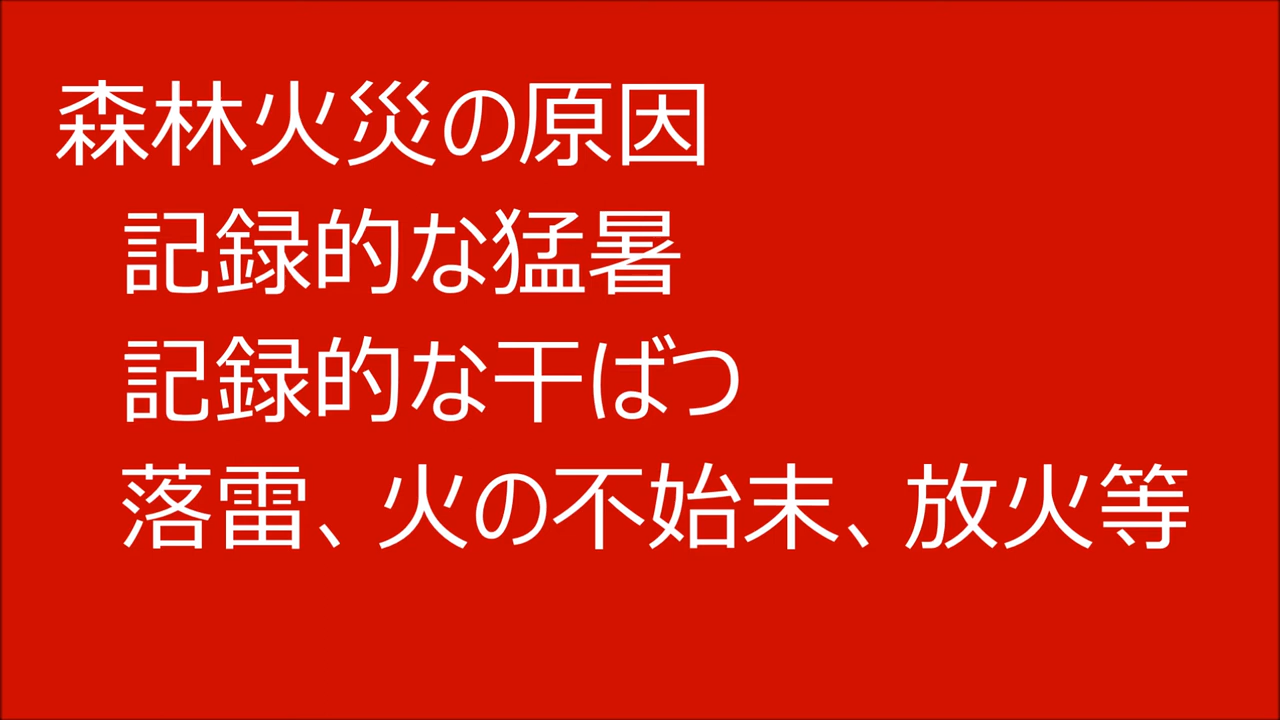 森林火災の原因
記録的な猛暑
記録的な干ばつ
落雷、火の不始末、放火等